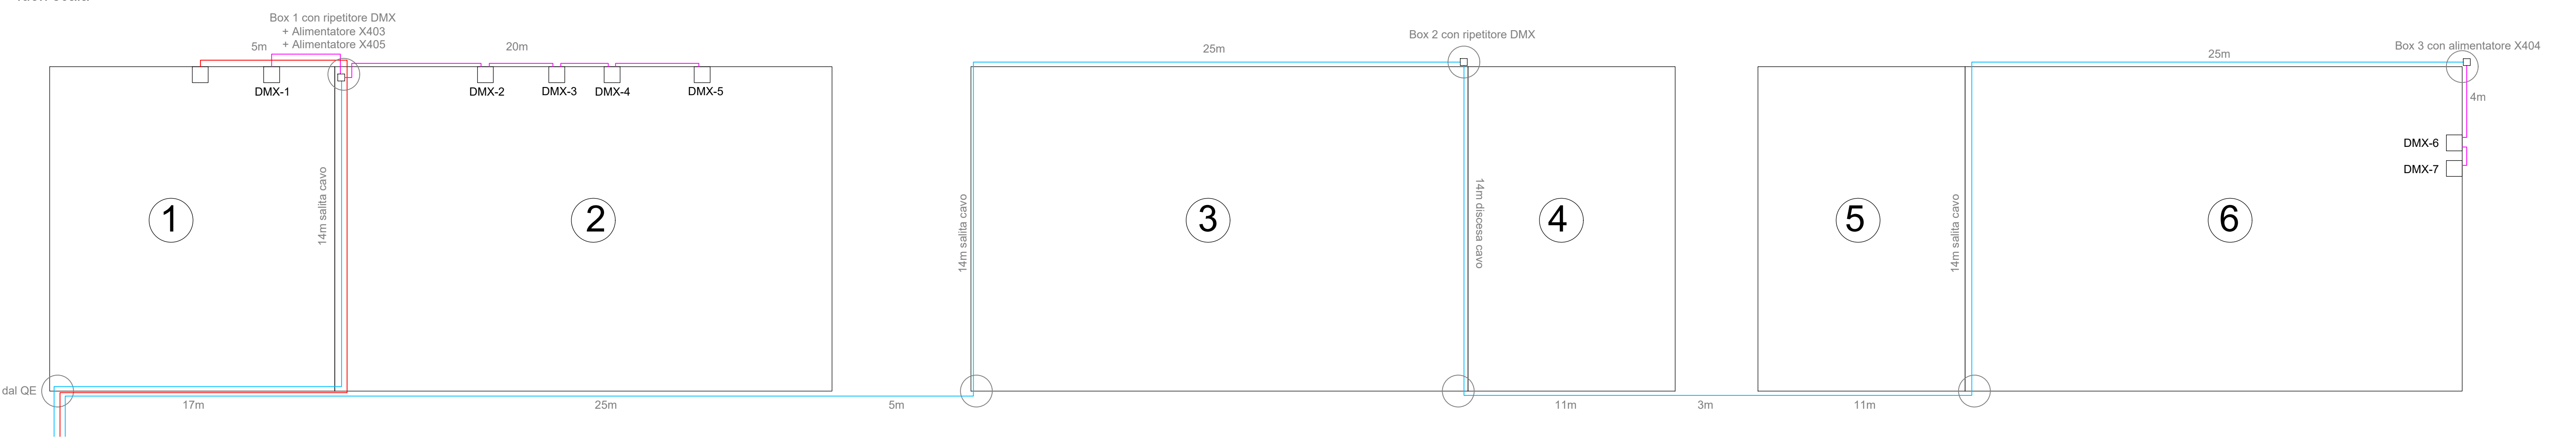 Box 1 con ripetitore DMX
+ Alimentatore X403
+ Alimentatore X405
5m
20m
DMX-1
DMX-2
DMX-3
DMX-4
DMX-5
14m salita cavo
1
2
dal QE
17m
25m
5m
25m
Box 2 con ripetitore DMX
14m salita cavo
3
14m discesa cavo
4
11m
3m
11m
5
14m salita cavo
6
25m
Box 3 con alimentatore X404
4m
DMX-6
DMX-7